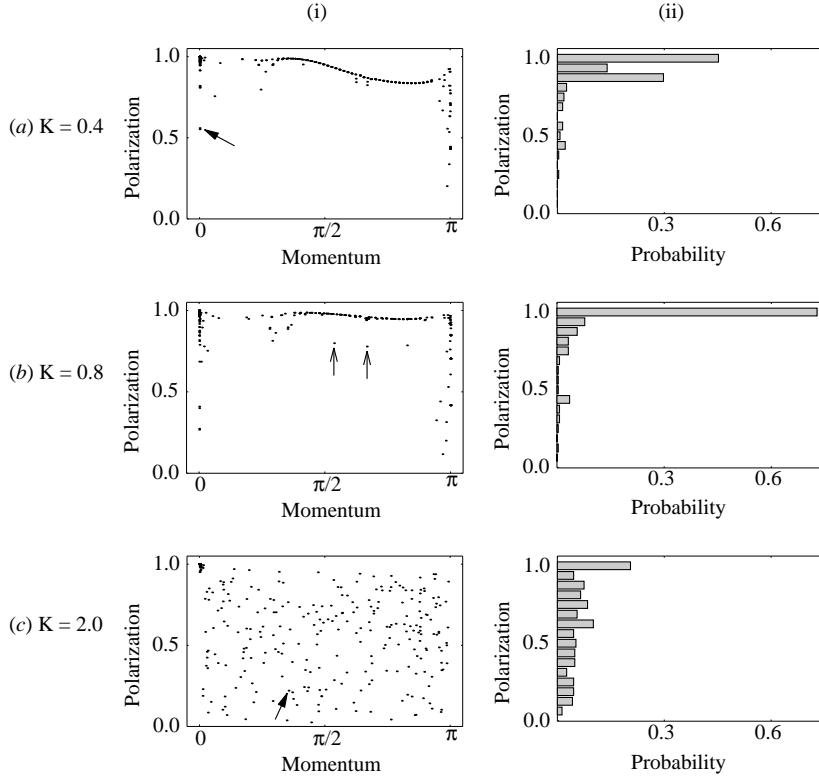 (i) (ii)
(a) K = 0.4
Polarization
1.0
0.5
0.0
0 π/2 π
Momentum
Polarization
1.0
0.5
0.0
0.3 0.6
Probability
(b) K = 0.8
Polarization
1.0
0.5
0.0
0 π/2 π
Momentum
Polarization
1.0
0.5
0.0
0.3 0.6
Probability
(c) K = 2.0
Polarization
1.0
0.5
0.0
0 π/2 π
Momentum
Polarization
1.0
0.5
0.0
0.3 0.6
Probability